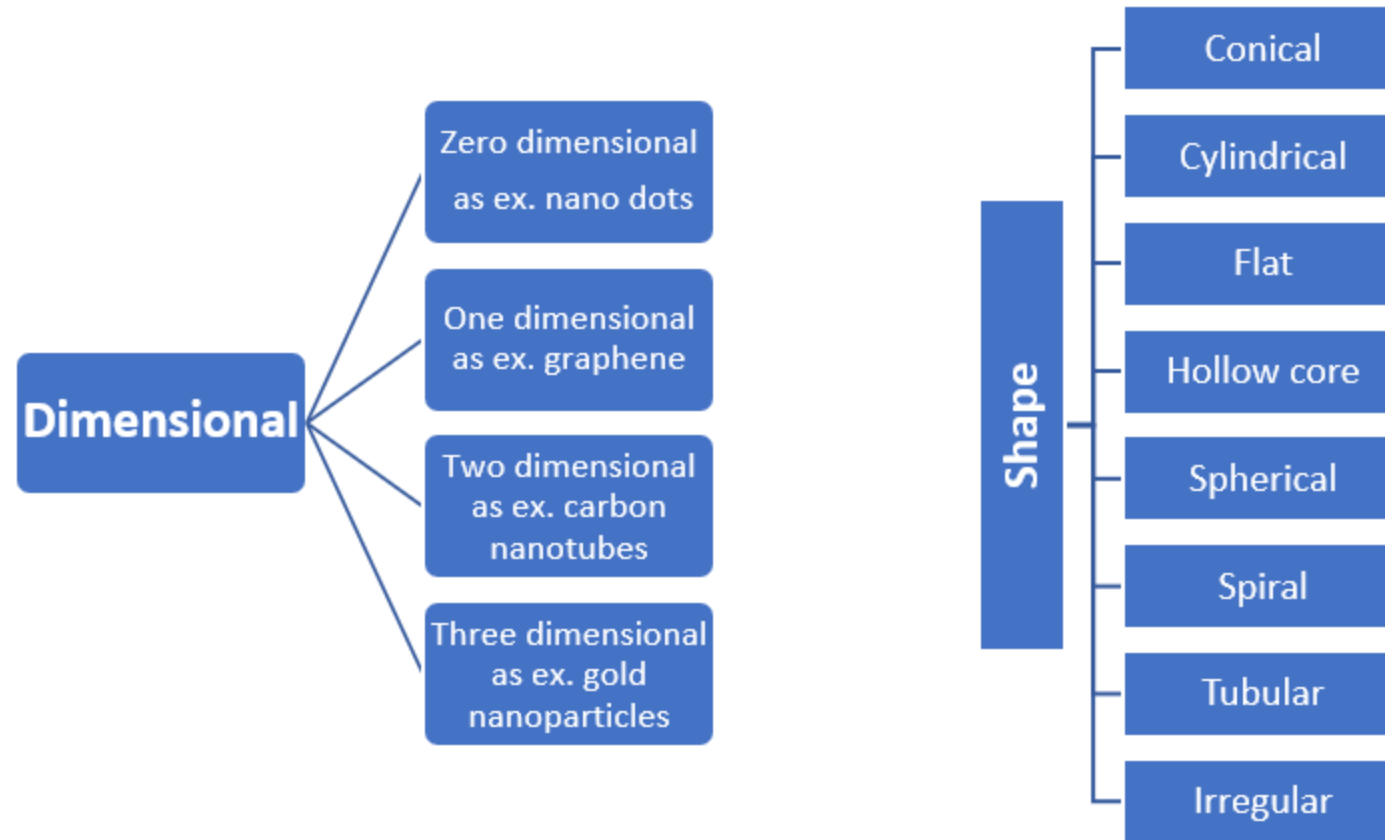 Dimensional
Zero dimensional
as ex. nano dots
One dimensional
as ex. graphene
Two dimensional
as ex. carbon
nanotubes
Three dimensional
as ex. gold
nanoparticles
Shape
Conical
Cylindrical
Flat
Hollow core
Spherical
Spiral
Tubular
Irregular